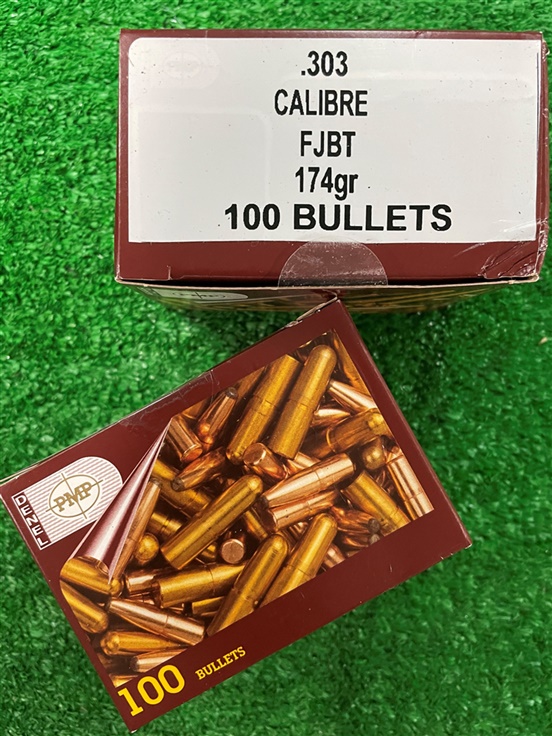 .303
CALIBRE
FJBT
174gr
100 BULLETS
PMP
DENEL
100 BULLETS